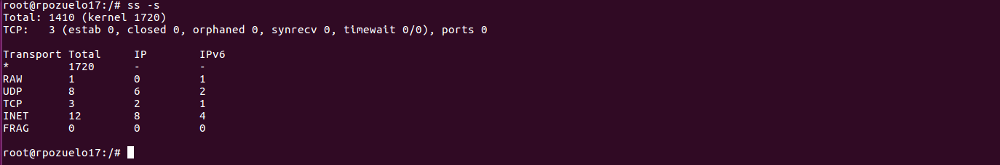 root@rpozuelo17:/# ss -s
Total: 1410 (kernel 1720)
TCP:   3 (estab 0, closed 0, orphaned 0, synrecv 0, timewait 0/0), ports 0

Transport Total     IP        IPv6
*         1720      -         -
RAW       1         0         1
UDP       8         6         2
TCP       3         2         1
INET      12        8         4
FRAG      0         0         0

root@rpozuelo17:/#